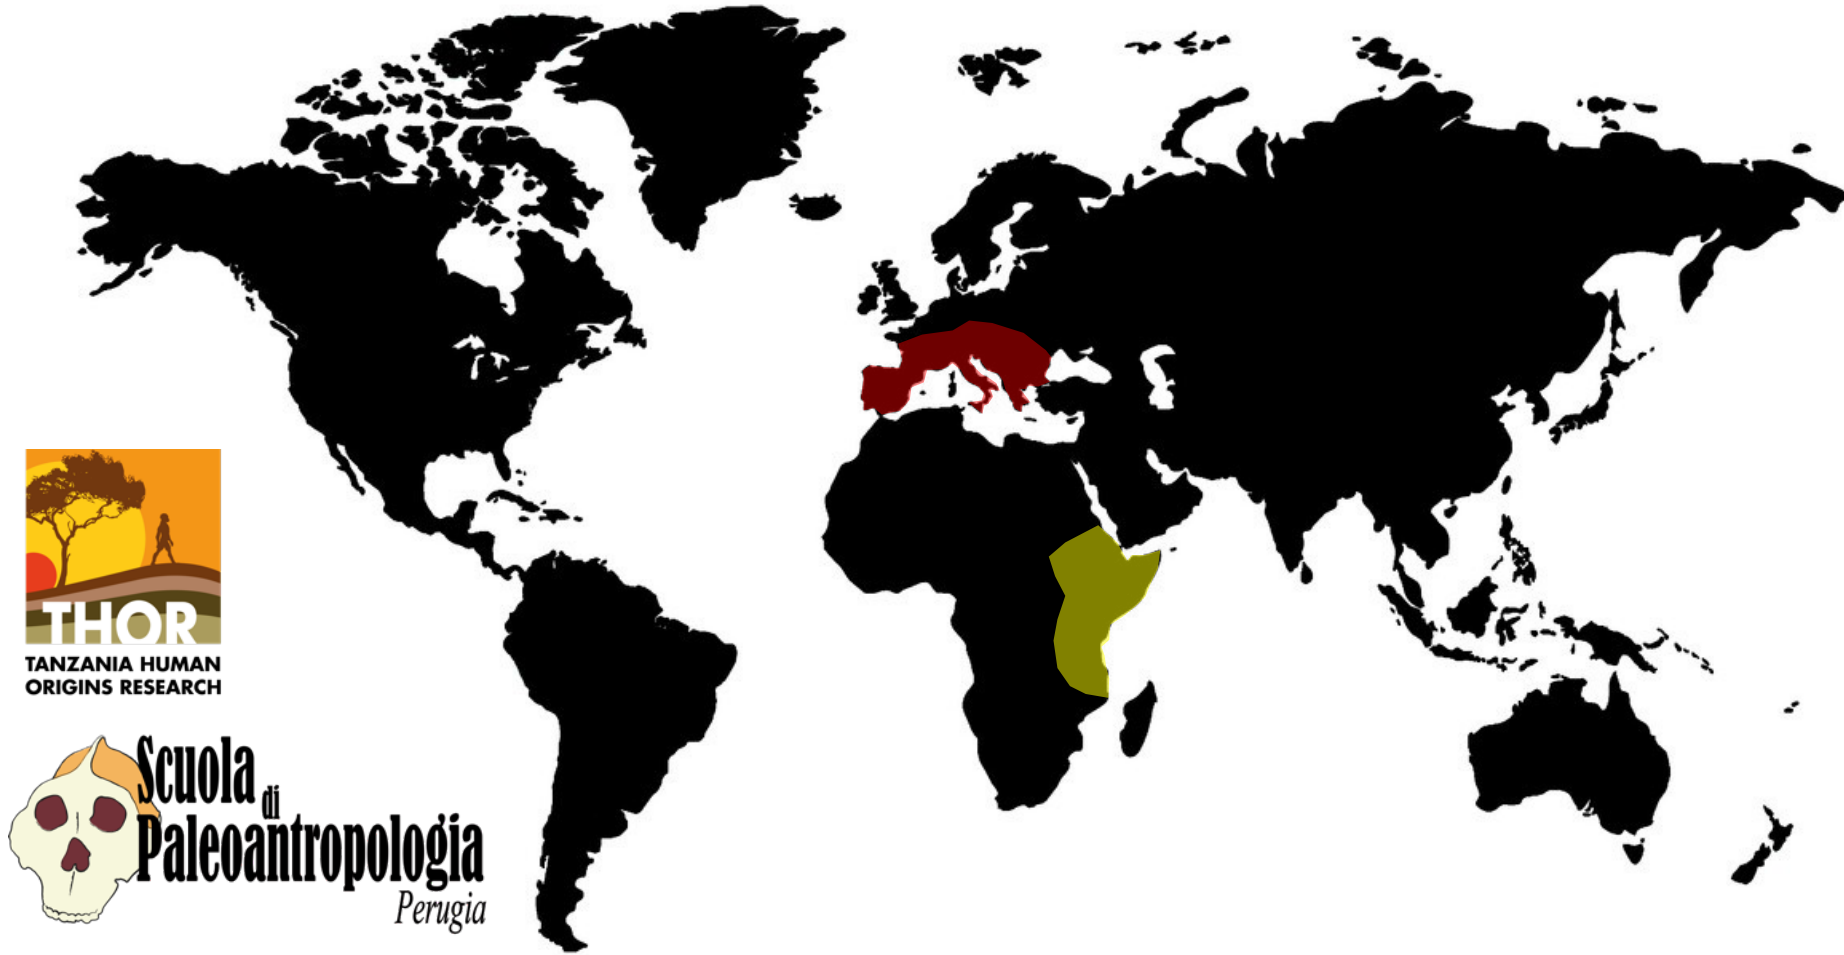 THOR
TANZANIA HUMAN
ORIGINS RESEARCH
Scuola di
Paleoantropologia
Perugia